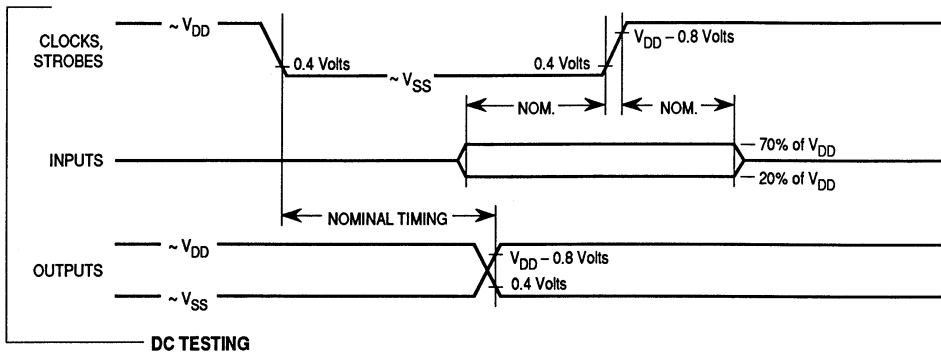 ~ VDD
CLOCKS,
STROBES
0.4 Volts
~ VSS
0.4 Volts
VDD – 0.8 Volts
NOM.
NOM.
INPUTS
70% of VDD
20% of VDD
NOMINAL TIMING
~ VDD
OUTPUTS
VDD – 0.8 Volts
0.4 Volts
~ VSS
DC TESTING